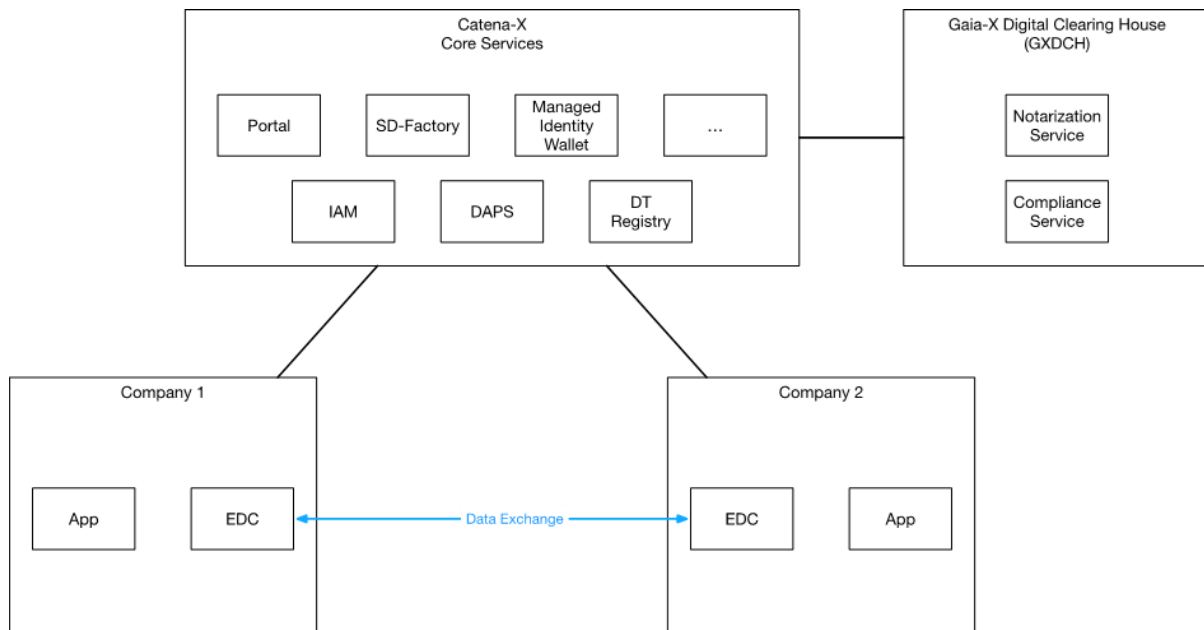 Catena-X
Core Services
Gaia-X Digital Clearing House
(GXDCH)
Portal
SD-Factory
Managed
Identity
Wallet
...
Notarization
Service
IAM
DAPS
DT
Registry
Compliance
Service
Company 1
Company 2
App
EDC
Data Exchange
EDC
App